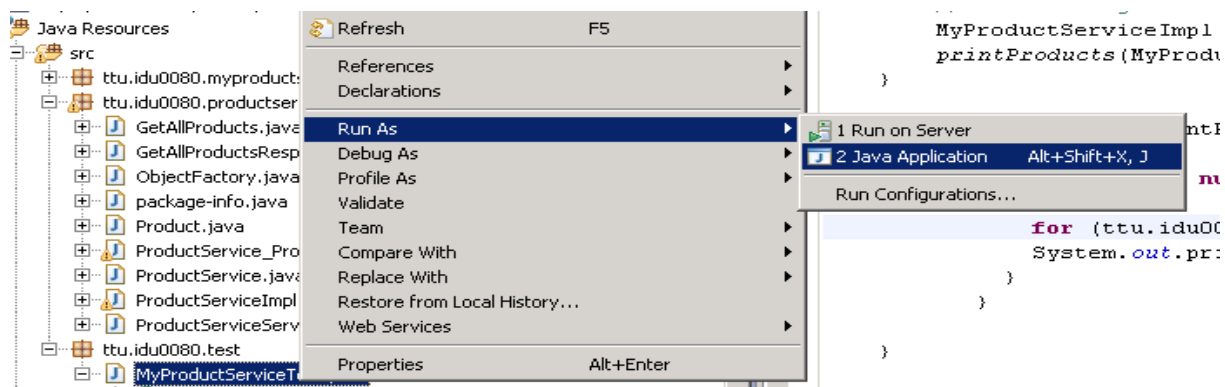 Java Resources
src
ttu.idu0080.myproducts
ttu.idu0080.productser
GetAllProducts.java
GetAllProductsResp
ObjectFactory.java
package-info.java
Product.java
ProductService_Pro
ProductService.java
ProductServiceImpl
ProductServiceServ
ttu.idu0080.test
MyProductServiceT
Refresh F5
References
Declarations
Run As
Debug As
Profile As
Validate
Team
Compare With
Replace With
Restore from Local History...
Web Services
Properties Alt+Enter
1 Run on Server
2 Java Application Alt+Shift+X, J
Run Configurations...
MyProductServiceImpl
printProducts(MyProdu
}
ntP
nu
for (ttu.idu00
System.out.pri
}
}
}